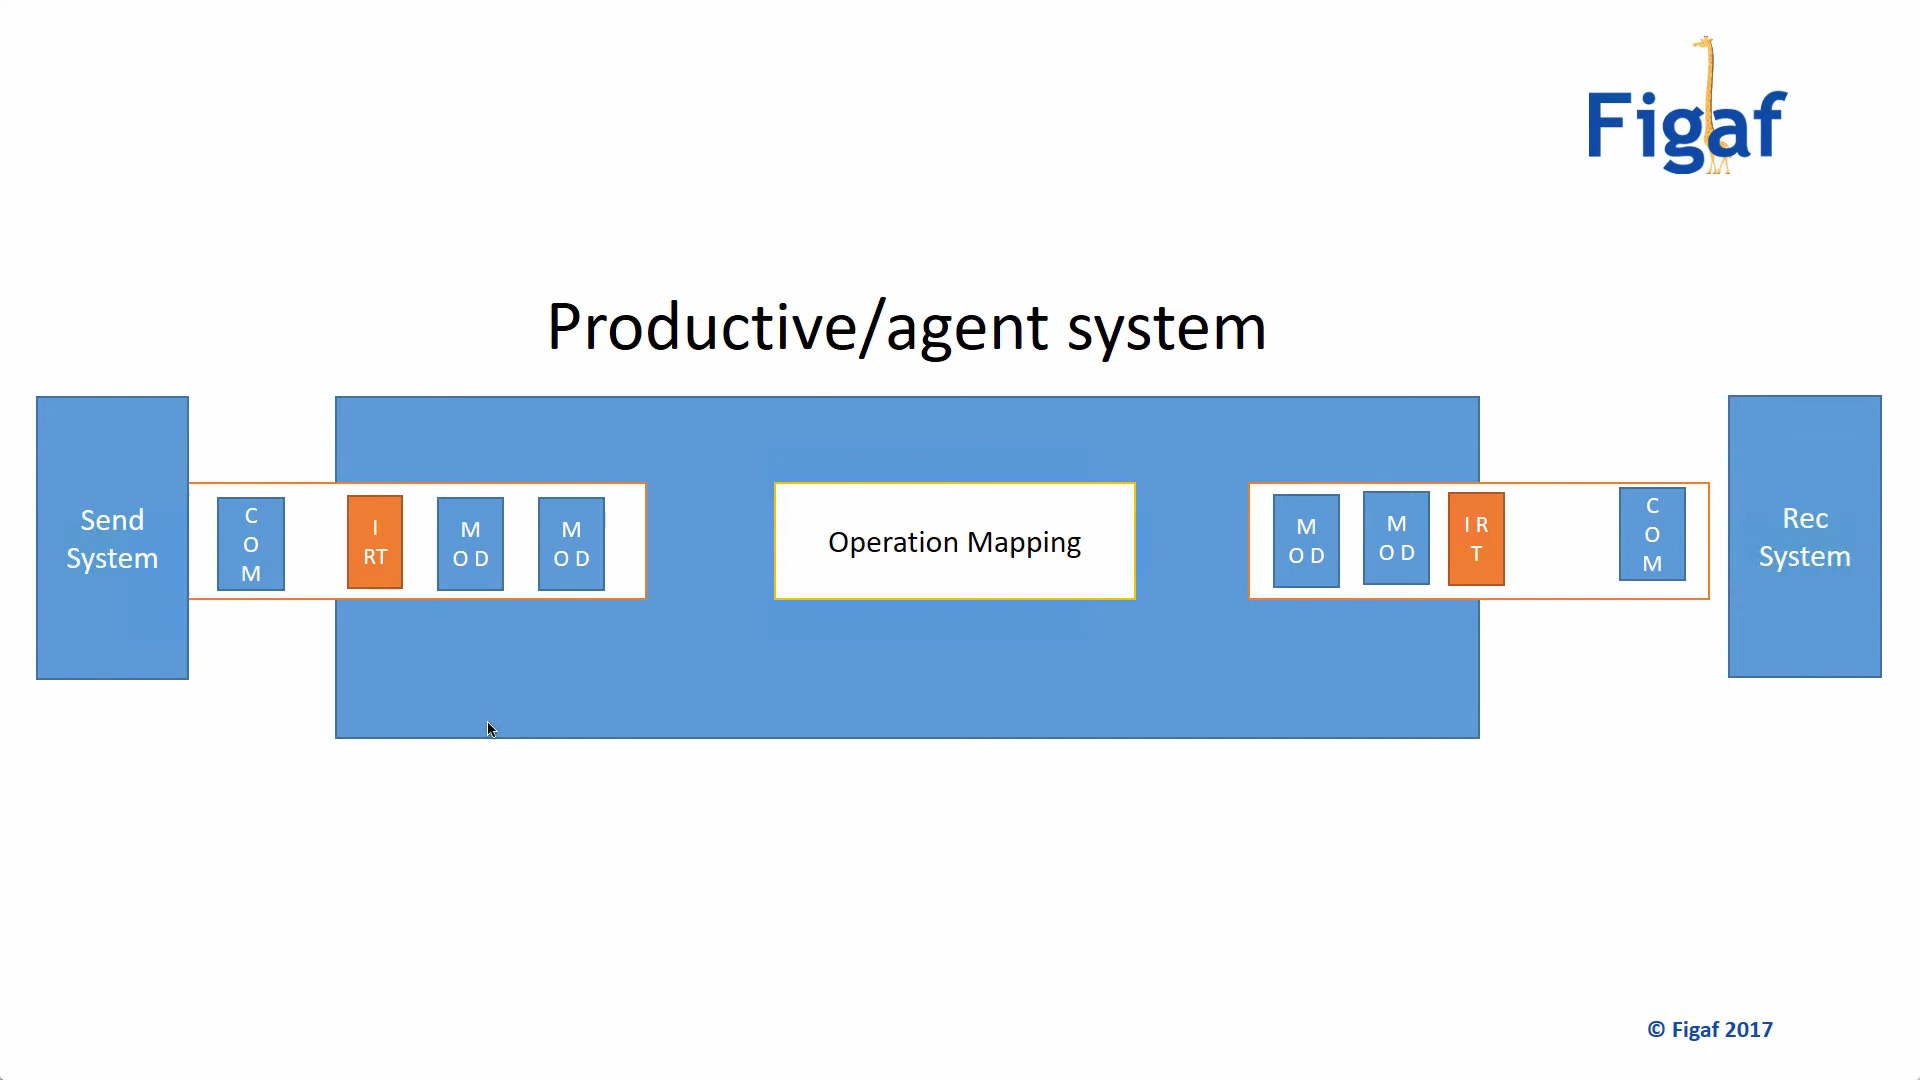 Figaf
Productive/agent system
Send
System
C
O
M
I
RT
M
O D
M
O D
Operation Mapping
M
O D
M
O D
I R
T
C
O
M
Rec
System
© Figaf 2017